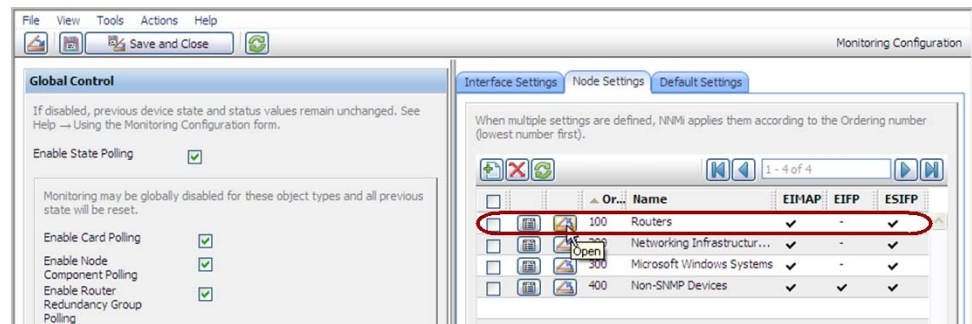 File View Tools Actions Help
Save and Close
Monitoring Configuration
Global Control
If disabled, previous device state and status values remain unchanged. See
Help → Using the Monitoring Configuration form.
Enable State Polling
Monitoring may be globally disabled for these object types and all previous
state will be reset.
Enable Card Polling
Enable Node
Component Polling
Enable Router
Redundancy Group
Polling
Interface Settings Node Settings Default Settings
When multiple settings are defined, NNMi applies them according to the Ordering number
(lowest number first).
1 - 4 of 4
Or... Name EIMAP EIFP ESIFP
100 Routers -
Networking Infrastructur... -
Open
300 Microsoft Windows Systems -
400 Non-SNMP Devices